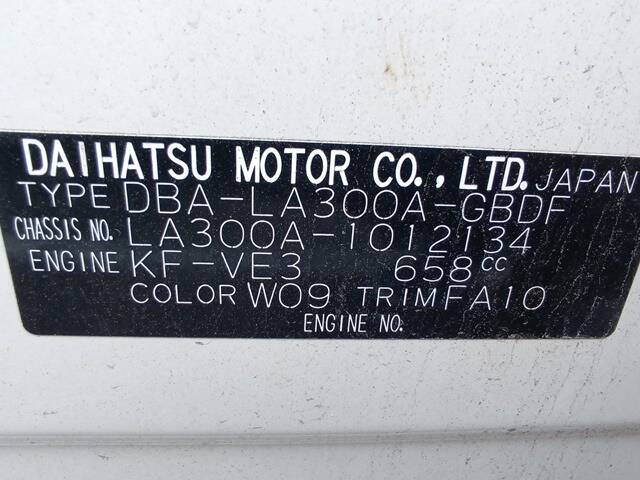 DAIHATSU MOTOR CO., LTD. JAPAN
TYPE DBA-LA300A-GBDF
CHASSIS NO. LA300A-1012134
ENGINE KF-VE3 658cc
COLOR W09 TRIM FA10
ENGINE NO.